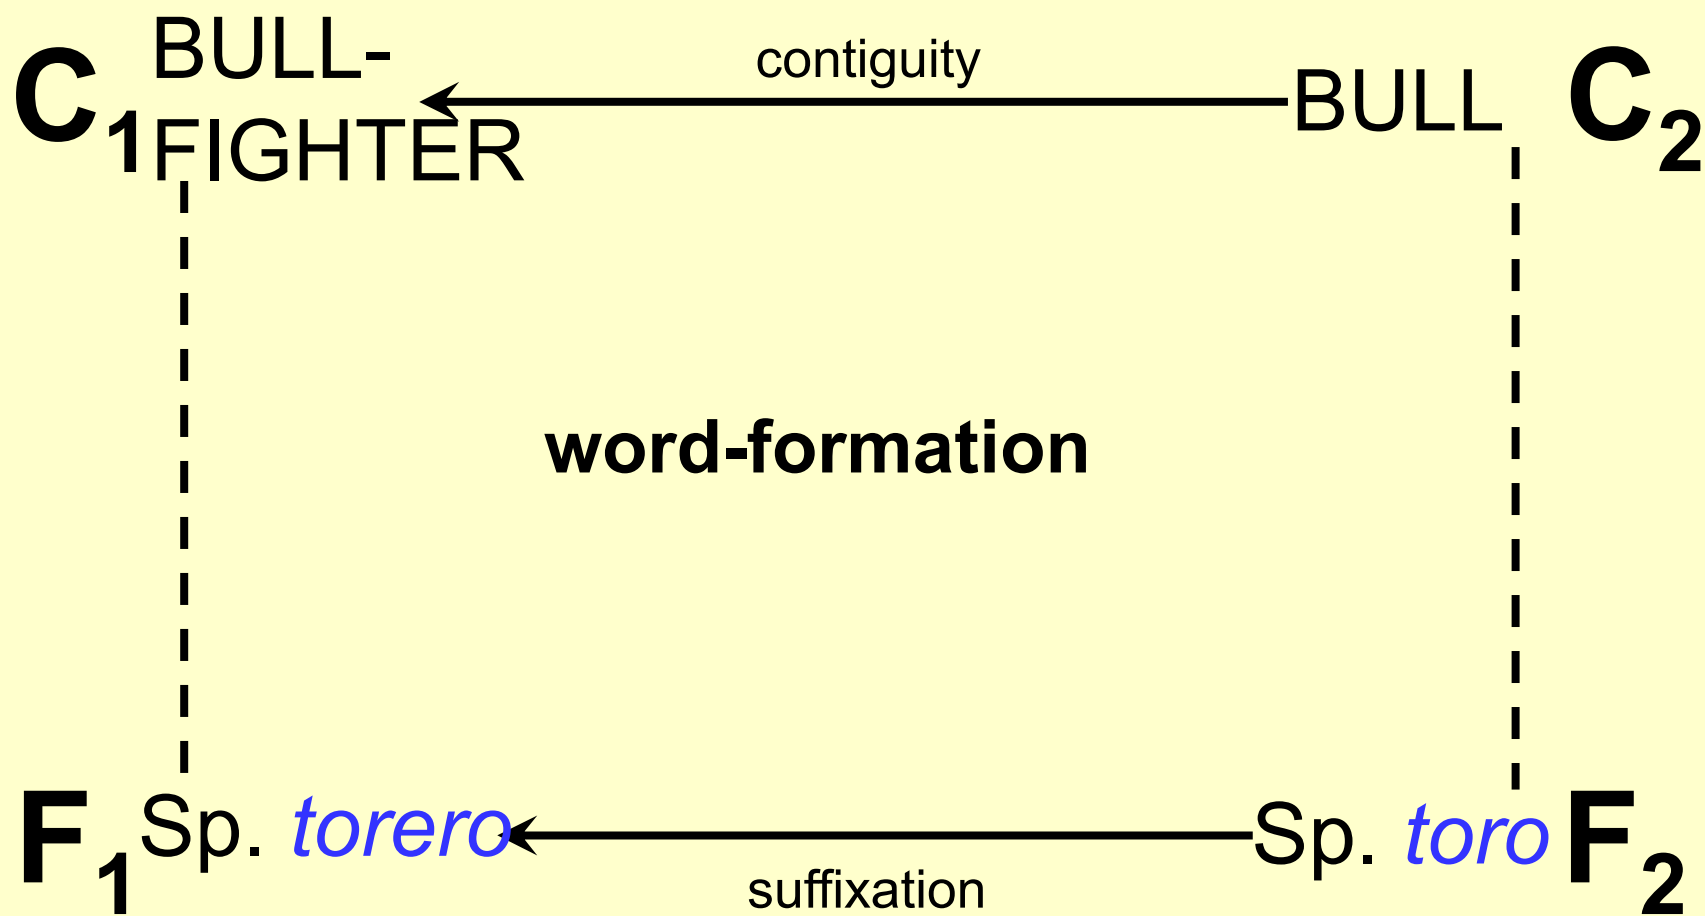 C1 BULL-
FIGHTER
contiguity
BULL C2
word-formation
F1 Sp. torero
suffixation
Sp. toro F2